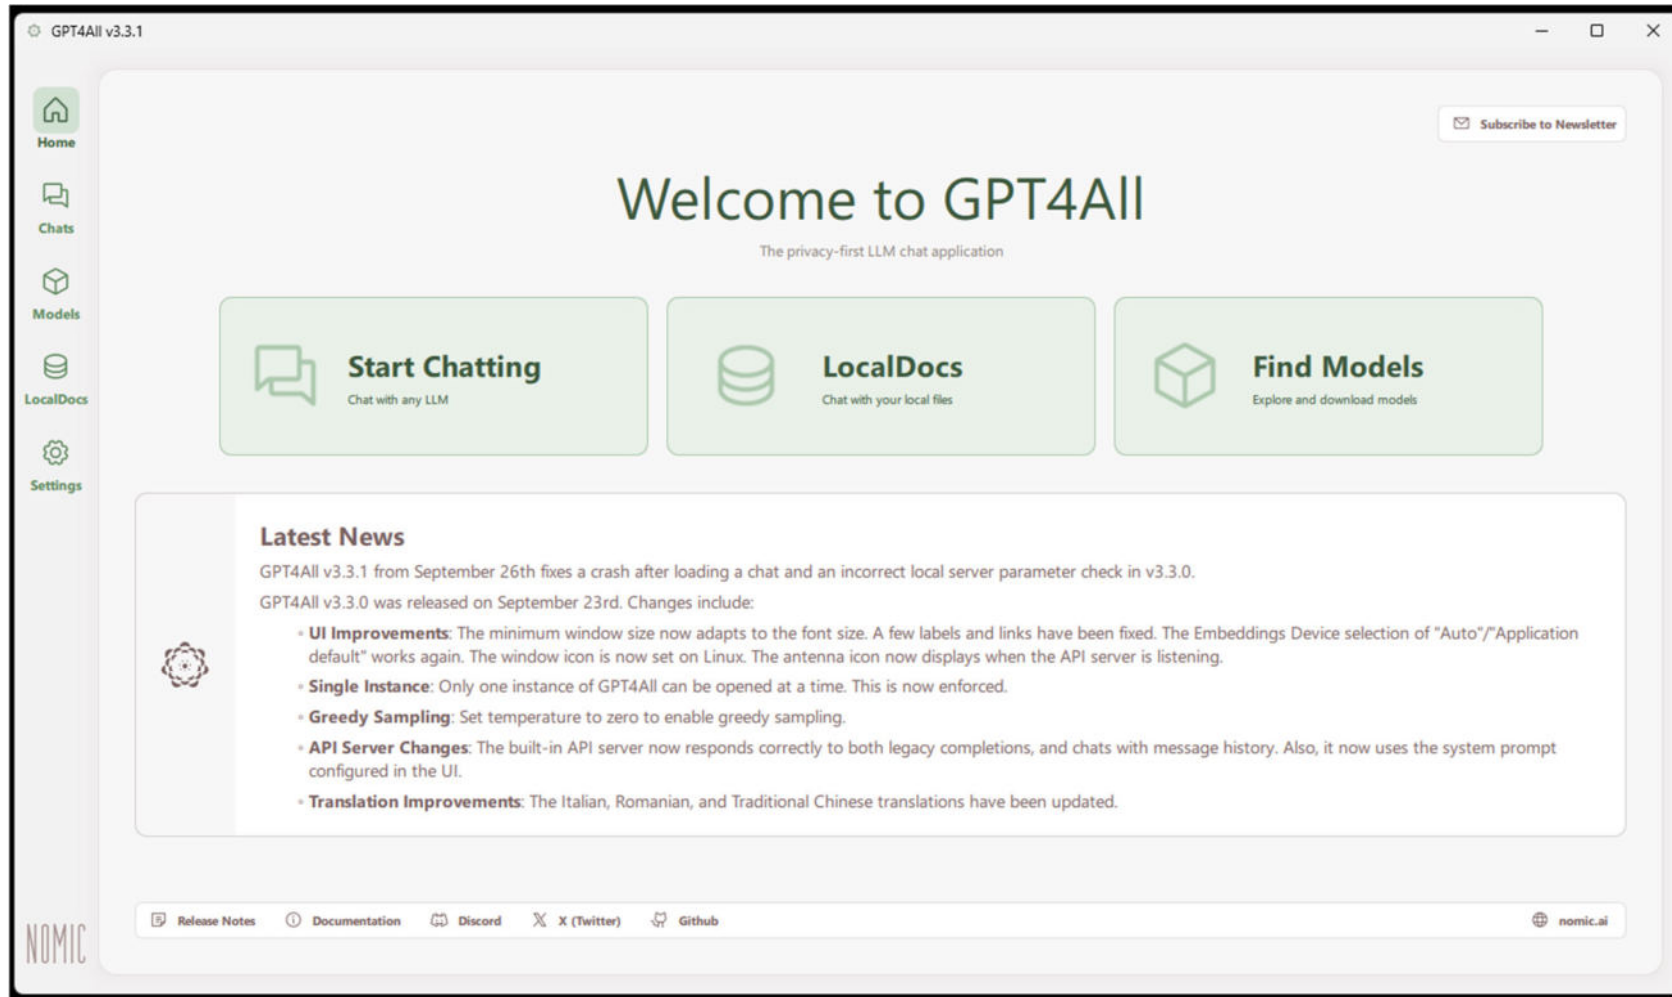 GPT4All v3.3.1
Home
Chats
Models
LocalDocs
Settings
NOMIC
Subscribe to Newsletter
Welcome to GPT4All
The privacy-first LLM chat application
Start Chatting
Chat with any LLM
LocalDocs
Chat with your local files
Find Models
Explore and download models
Latest News
GPT4All v3.3.1 from September 26th fixes a crash after loading a chat and an incorrect local server parameter check in v3.3.0.
GPT4All v3.3.0 was released on September 23rd. Changes include:
• UI Improvements: The minimum window size now adapts to the font size. A few labels and links have been fixed. The Embeddings Device selection of "Auto"/"Application
default" works again. The window icon is now set on Linux. The antenna icon now displays when the API server is listening.
• Single Instance: Only one instance of GPT4All can be opened at a time. This is now enforced.
• Greedy Sampling: Set temperature to zero to enable greedy sampling.
• API Server Changes: The built-in API server now responds correctly to both legacy completions, and chats with message history. Also, it now uses the system prompt
configured in the UI.
• Translation Improvements: The Italian, Romanian, and Traditional Chinese translations have been updated.
Release Notes
Documentation
Discord
X (Twitter)
Github
nomic.ai